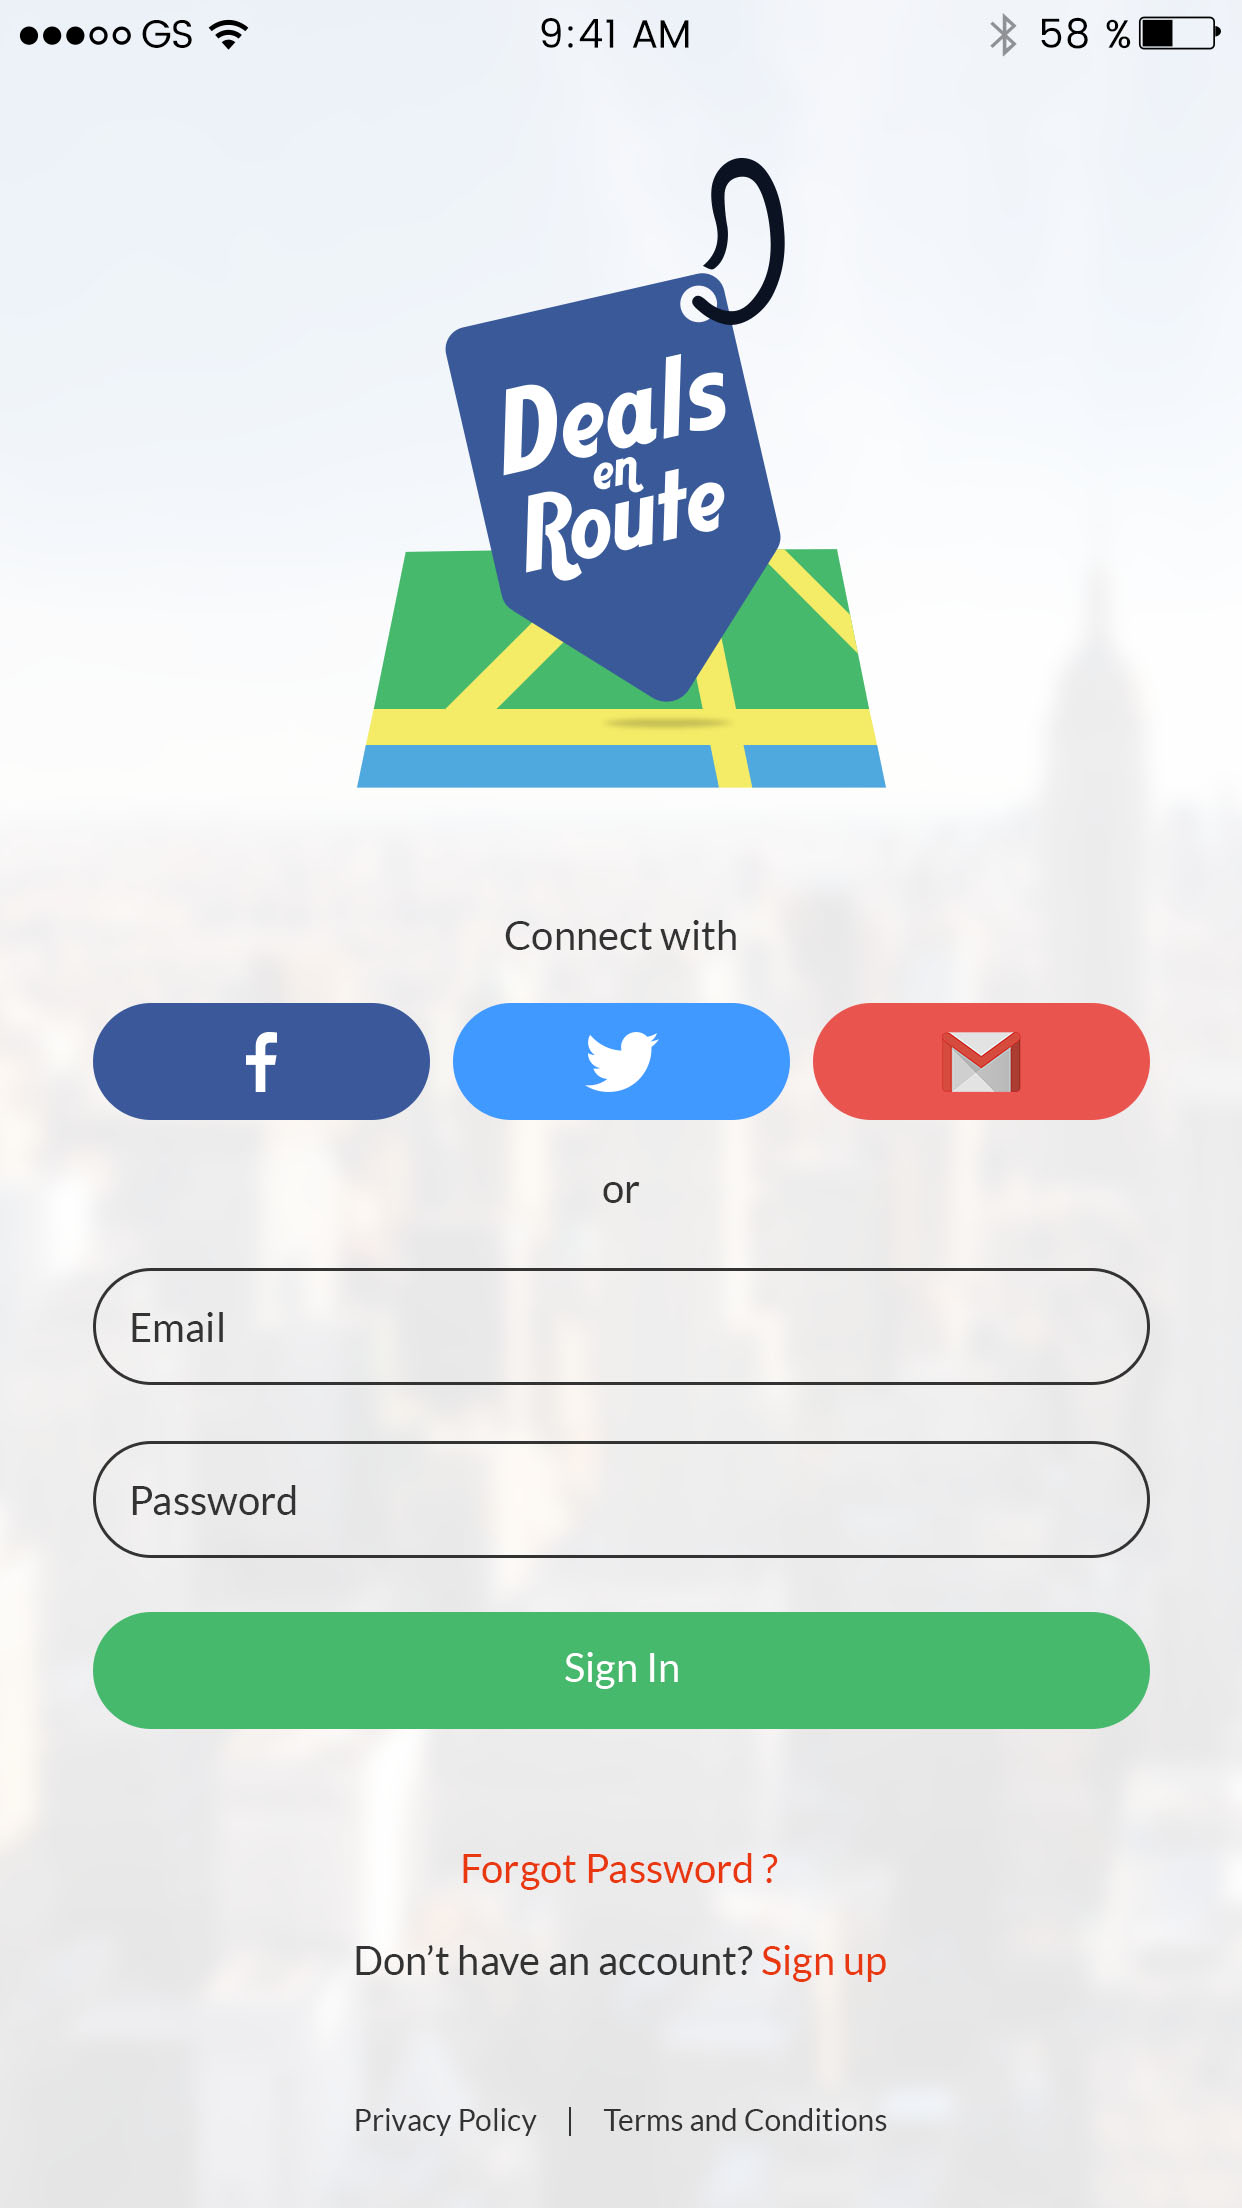 GS 9:41 AM 58 %
Deals
en
Route
Connect with
f
or
Email
Password
Sign In
Forgot Password ?
Don't have an account? Sign up
Privacy Policy | Terms and Conditions